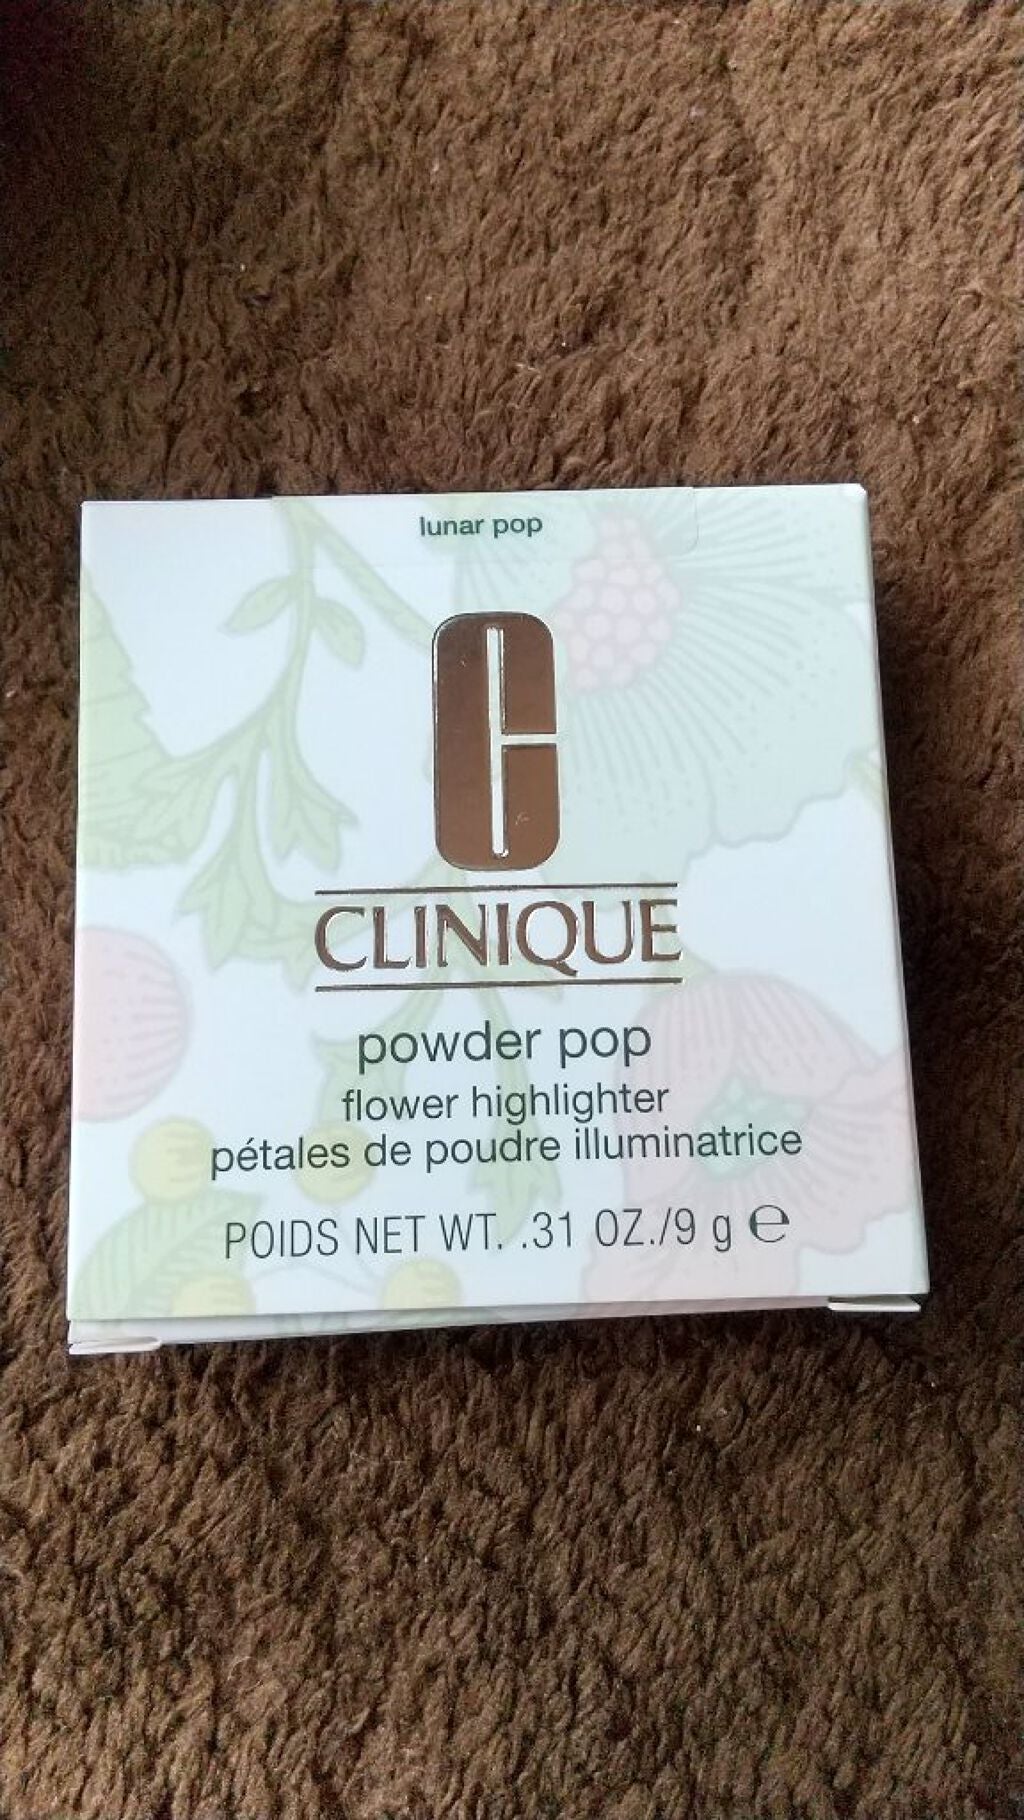 lunar pop
C
CLINIQUE
powder pop
flower highlighter
pétales de poudre illuminatrice
POIDS NET WT. .31 OZ./9 g ℮